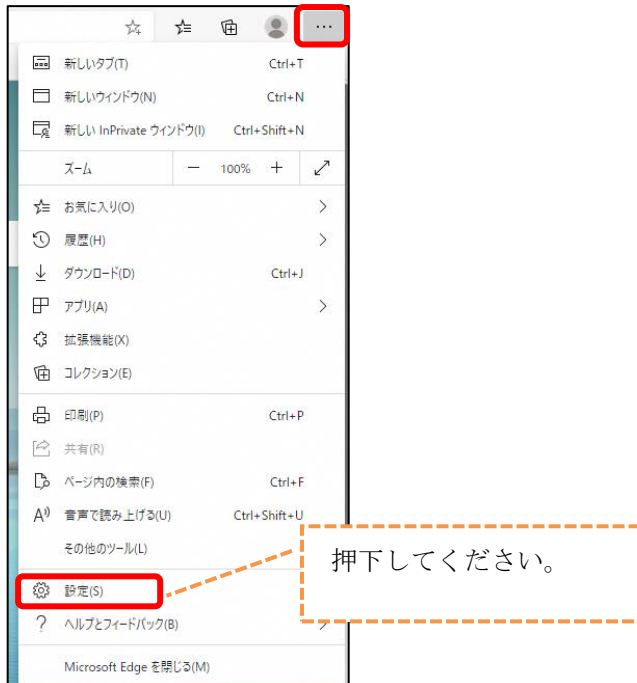 新しいタブ(T) Ctrl+T
新しいウィンドウ(N) Ctrl+N
新しい InPrivate ウィンドウ(I) Ctrl+Shift+N
ズーム － 100% ＋
お気に入り(O)
履歴(H)
ダウンロード(D) Ctrl+J
アプリ(A)
拡張機能(X)
コレクション(E)
印刷(P) Ctrl+P
共有(R)
ページ内の検索(F) Ctrl+F
音声で読み上げる(U) Ctrl+Shift+U
その他のツール(L)
押下してください。
設定(S)
ヘルプとフィードバック(B)
Microsoft Edge を閉じる(M)